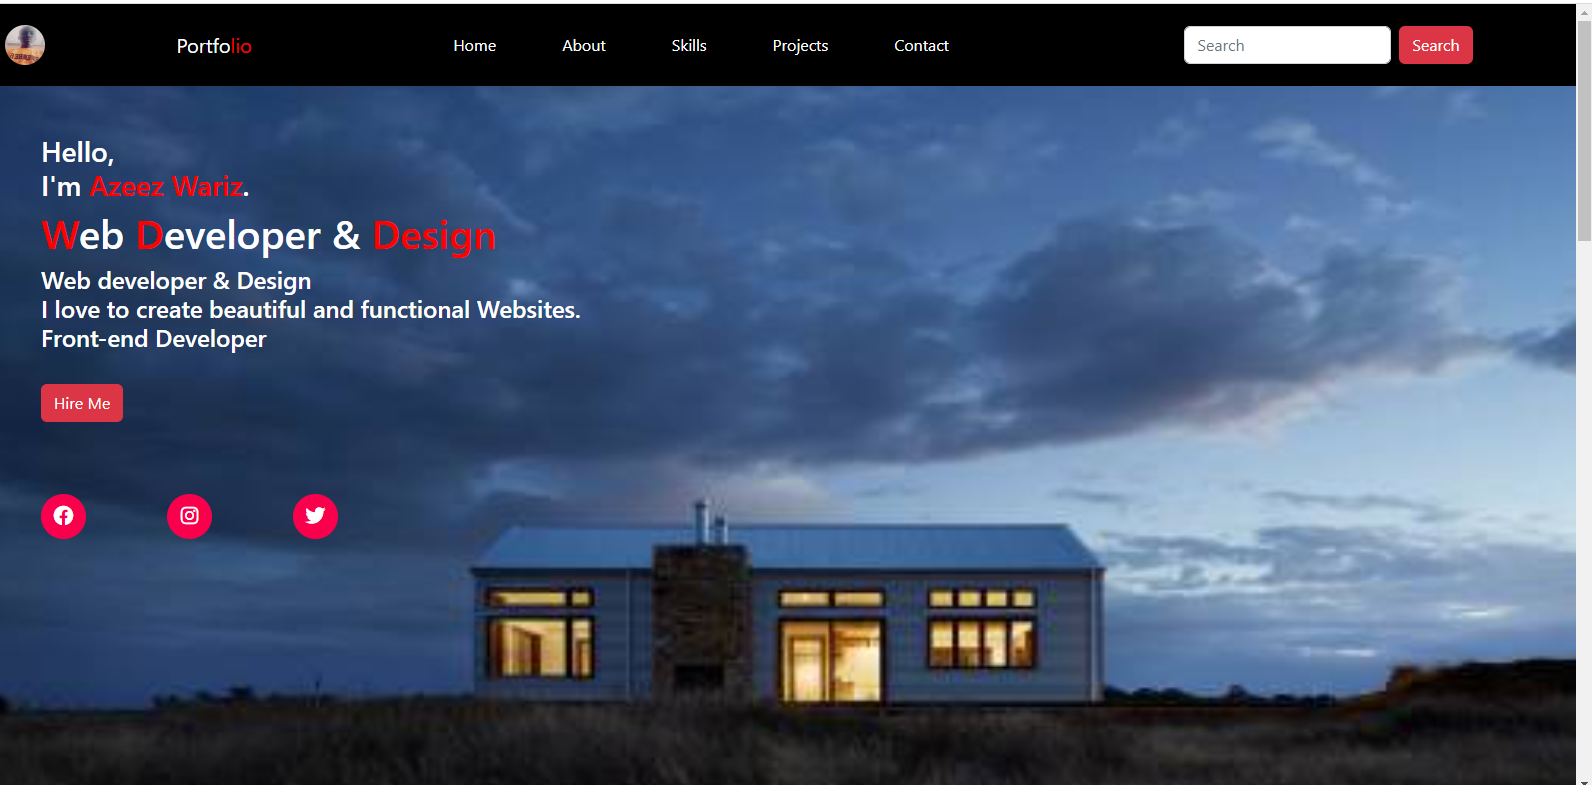 Portfolio
Home
About
Skills
Projects
Contact
Search
Search
Hello,
I'm Azeez Wariz.
Web Developer & Design
Web developer & Design
I love to create beautiful and functional Websites.
Front-end Developer
Hire Me